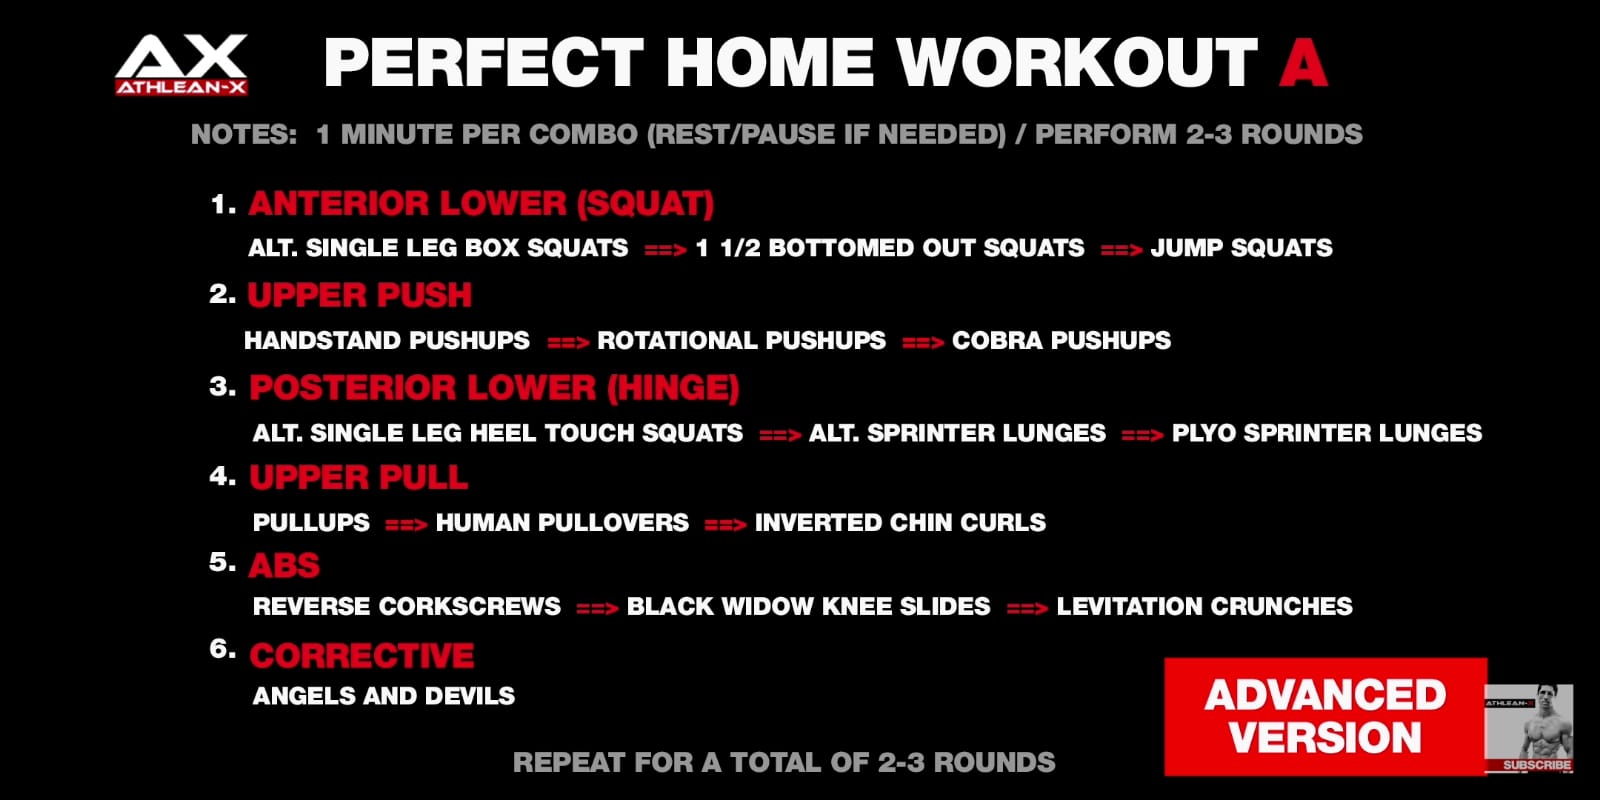 AX
ATHLEAN-X
PERFECT HOME WORKOUT A
NOTES: 1 MINUTE PER COMBO (REST/PAUSE IF NEEDED) / PERFORM 2-3 ROUNDS
1. ANTERIOR LOWER (SQUAT)
ALT. SINGLE LEG BOX SQUATS ==> 1 1/2 BOTTOMED OUT SQUATS ==> JUMP SQUATS
2. UPPER PUSH
HANDSTAND PUSHUPS ==> ROTATIONAL PUSHUPS ==> COBRA PUSHUPS
3. POSTERIOR LOWER (HINGE)
ALT. SINGLE LEG HEEL TOUCH SQUATS ==> ALT. SPRINTER LUNGES ==> PLYO SPRINTER LUNGES
4. UPPER PULL
PULLUPS ==> HUMAN PULLOVERS ==> INVERTED CHIN CURLS
5. ABS
REVERSE CORKSCREWS ==> BLACK WIDOW KNEE SLIDES ==> LEVITATION CRUNCHES
6. CORRECTIVE
ANGELS AND DEVILS
REPEAT FOR A TOTAL OF 2-3 ROUNDS
ADVANCED
VERSION
ATHLEAN-X
SUBSCRIBE